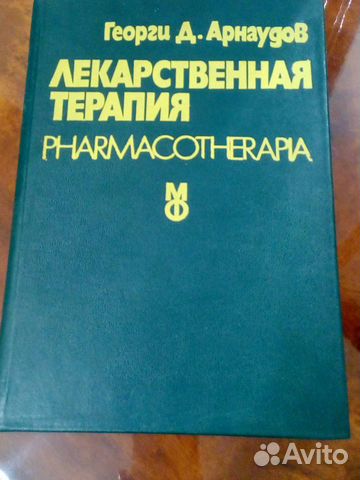 Георги Д. Арнаудов
ЛЕКАРСТВЕННАЯ
ТЕРАПИЯ
PHARMACOTHERAPIA
МФ
Avito